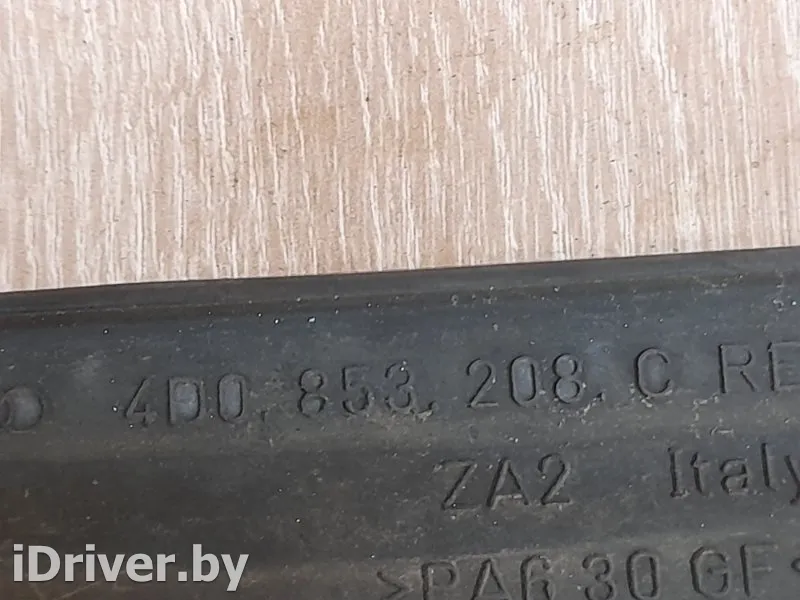 4D0.853.208.C RE
ZA2 Italy
>PA6 30 GF<
iDriver.by